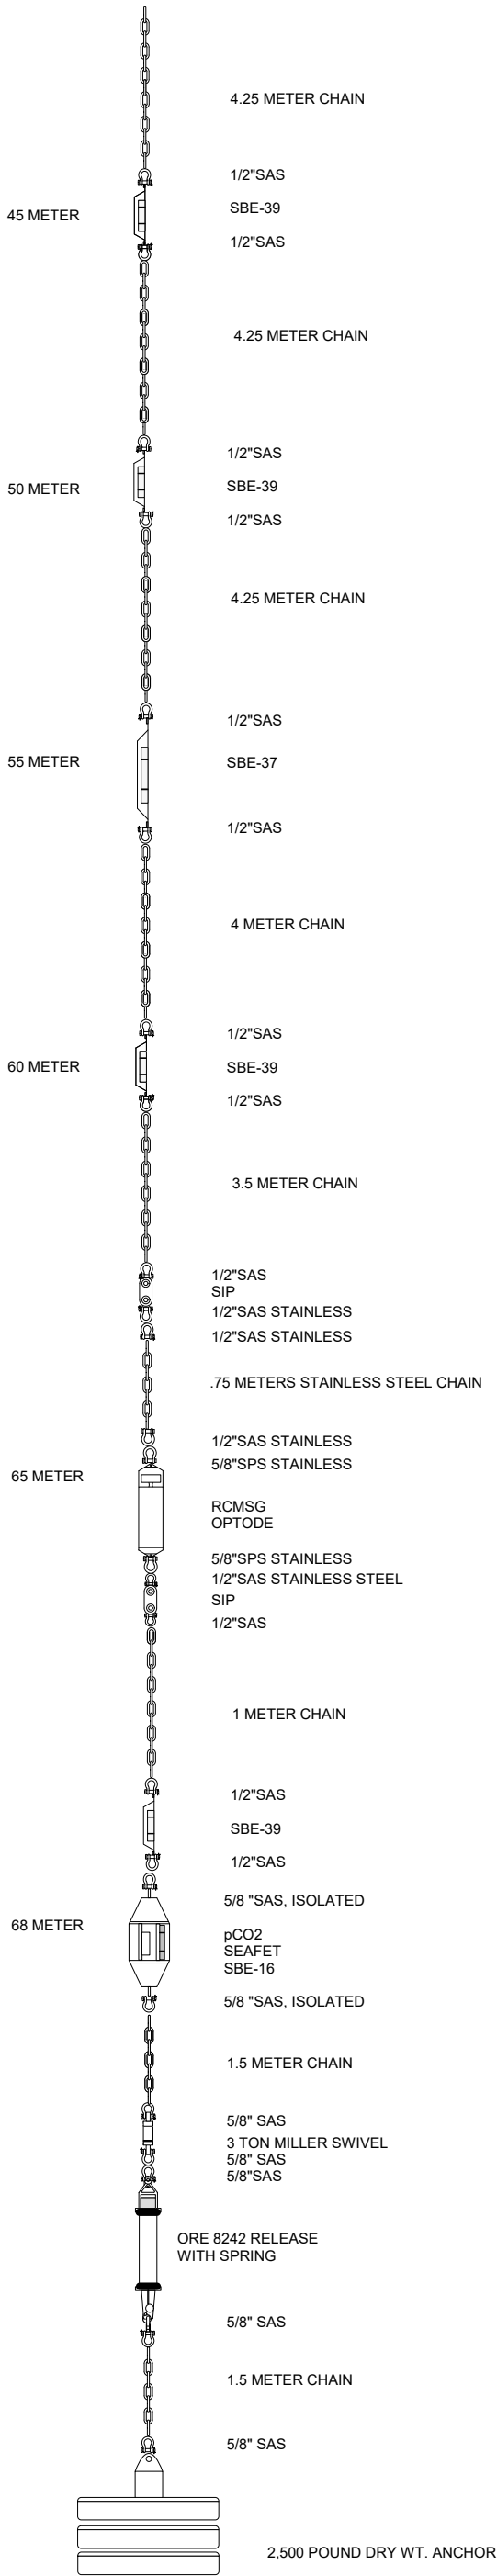 4.25 METER CHAIN
1/2"SAS
45 METER
SBE-39
1/2"SAS
4.25 METER CHAIN
1/2"SAS
50 METER
SBE-39
1/2"SAS
4.25 METER CHAIN
1/2"SAS
55 METER
SBE-37
1/2"SAS
4 METER CHAIN
1/2"SAS
60 METER
SBE-39
1/2"SAS
3.5 METER CHAIN
1/2"SAS
SIP
1/2"SAS STAINLESS
1/2"SAS STAINLESS
.75 METERS STAINLESS STEEL CHAIN
1/2"SAS STAINLESS
5/8"SPS STAINLESS
65 METER
RCMSG
OPTODE
5/8"SPS STAINLESS
1/2"SAS STAINLESS STEEL
SIP
1/2"SAS
1 METER CHAIN
1/2"SAS
SBE-39
1/2"SAS
5/8 "SAS, ISOLATED
68 METER
pCO2
SEAFET
SBE-16
5/8 "SAS, ISOLATED
1.5 METER CHAIN
5/8" SAS
3 TON MILLER SWIVEL
5/8" SAS
5/8"SAS
ORE 8242 RELEASE
WITH SPRING
5/8" SAS
1.5 METER CHAIN
5/8" SAS
2,500 POUND DRY WT. ANCHOR